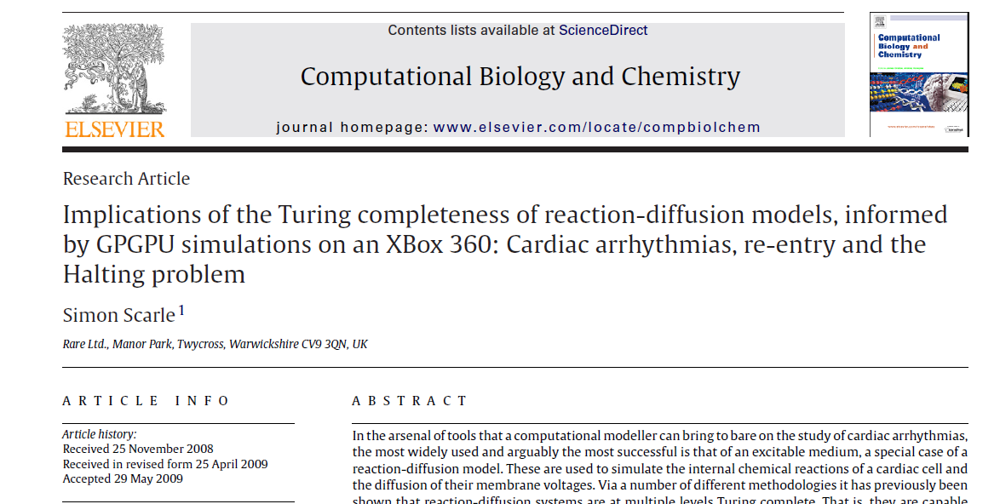 Contents lists available at ScienceDirect
Computational Biology and Chemistry
journal homepage: www.elsevier.com/locate/compbiolchem
ELSEVIER
Computational
Biology and
Chemistry
Research Article
Implications of the Turing completeness of reaction-diffusion models, informed
by GPGPU simulations on an XBox 360: Cardiac arrhythmias, re-entry and the
Halting problem
Simon Scarle 1
Rare Ltd., Manor Park, Twycross, Warwickshire CV9 3QN, UK
ARTICLE INFO
Article history:
Received 25 November 2008
Received in revised form 25 April 2009
Accepted 29 May 2009
ABSTRACT
In the arsenal of tools that a computational modeller can bring to bare on the study of cardiac arrhythmias,
the most widely used and arguably the most successful is that of an excitable medium, a special case of a
reaction-diffusion model. These are used to simulate the internal chemical reactions of a cardiac cell and
the diffusion of their membrane voltages. Via a number of different methodologies it has previously been
shown that reaction-diffusion systems are at multiple levels Turing complete. That is, they are capable